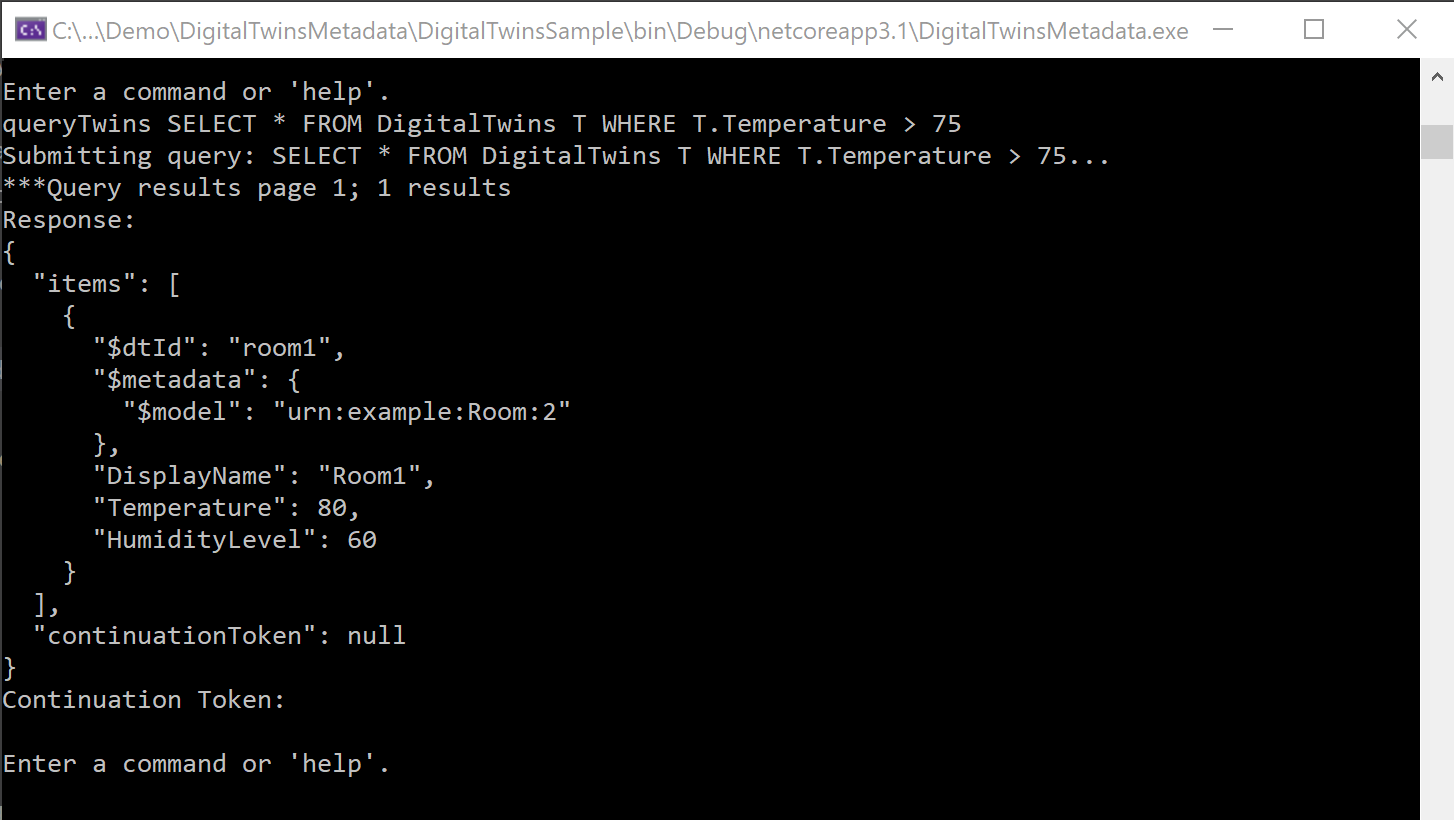 C:\...\Demo\DigitalTwinsMetadata\DigitalTwinsSample\bin\Debug\netcoreapp3.1\DigitalTwinsMetadata.exe
Enter a command or 'help'.
queryTwins SELECT * FROM DigitalTwins T WHERE T.Temperature > 75
Submitting query: SELECT * FROM DigitalTwins T WHERE T.Temperature > 75...
***Query results page 1; 1 results
Response:
{
  "items": [
    {
      "$dtId": "room1",
      "$metadata": {
        "$model": "urn:example:Room:2"
      },
      "DisplayName": "Room1",
      "Temperature": 80,
      "HumidityLevel": 60
    }
  ],
  "continuationToken": null
}
Continuation Token:
Enter a command or 'help'.